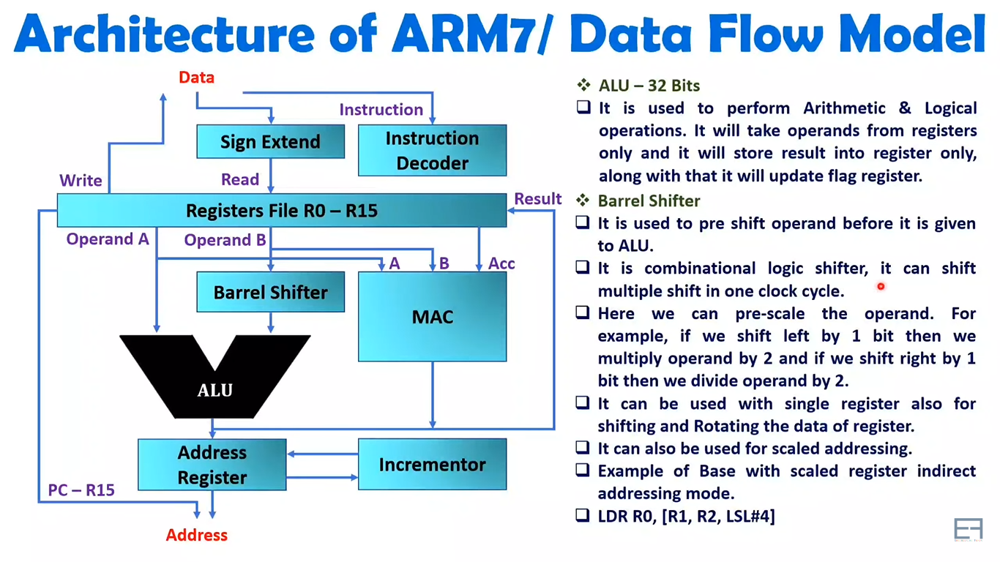 Architecture of ARM7/ Data Flow Model
Data
Instruction
Sign Extend
Instruction
Decoder
Write
Read
Registers File R0 – R15
Result
Operand A
Operand B
A
B
Acc
Barrel Shifter
MAC
ALU
Address
Register
Incrementor
PC – R15
Address
❖ ALU – 32 Bits
❑ It is used to perform Arithmetic & Logical
operations. It will take operands from registers
only and it will store result into register only,
along with that it will update flag register.
❖ Barrel Shifter
❑ It is used to pre shift operand before it is given
to ALU.
❑ It is combinational logic shifter, it can shift
multiple shift in one clock cycle.
❑ Here we can pre-scale the operand. For
example, if we shift left by 1 bit then we
multiply operand by 2 and if we shift right by 1
bit then we divide operand by 2.
❑ It can be used with single register also for
shifting and Rotating the data of register.
❑ It can also be used for scaled addressing.
❑ Example of Base with scaled register indirect
addressing mode.
❑ LDR R0, [R1, R2, LSL#4]